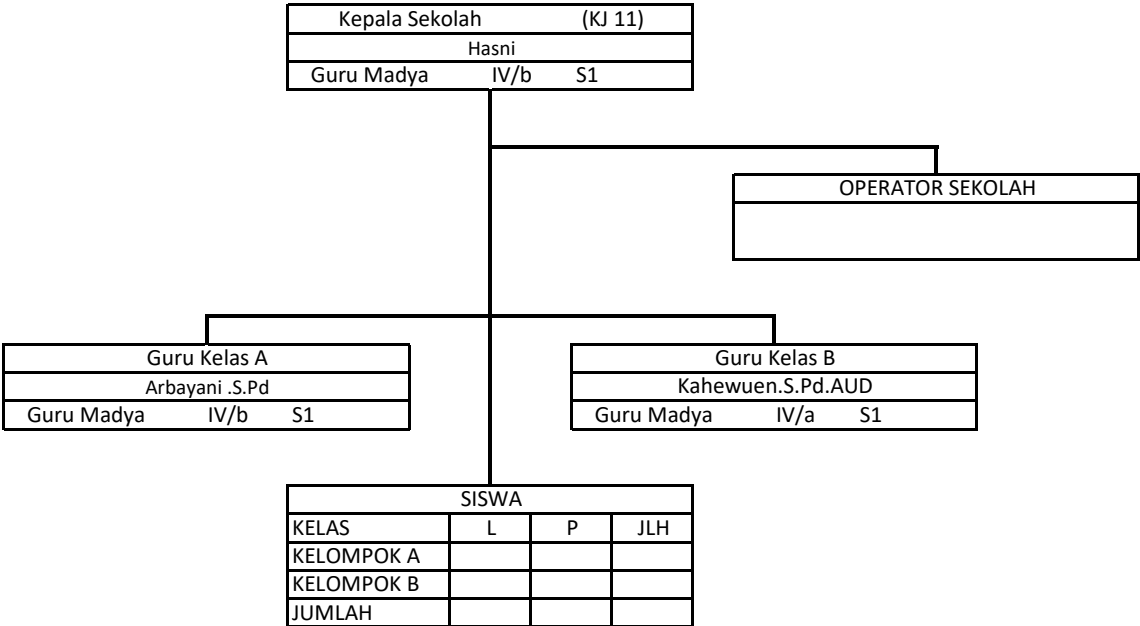 Kepala Sekolah (KJ 11)
Hasni
Guru Madya IV/b S1
OPERATOR SEKOLAH
Guru Kelas A
Arbayani .S.Pd
Guru Madya IV/b S1
Guru Kelas B
Kahewuen.S.Pd.AUD
Guru Madya IV/a S1
SISWA
KELAS L P JLH
KELOMPOK A
KELOMPOK B
JUMLAH